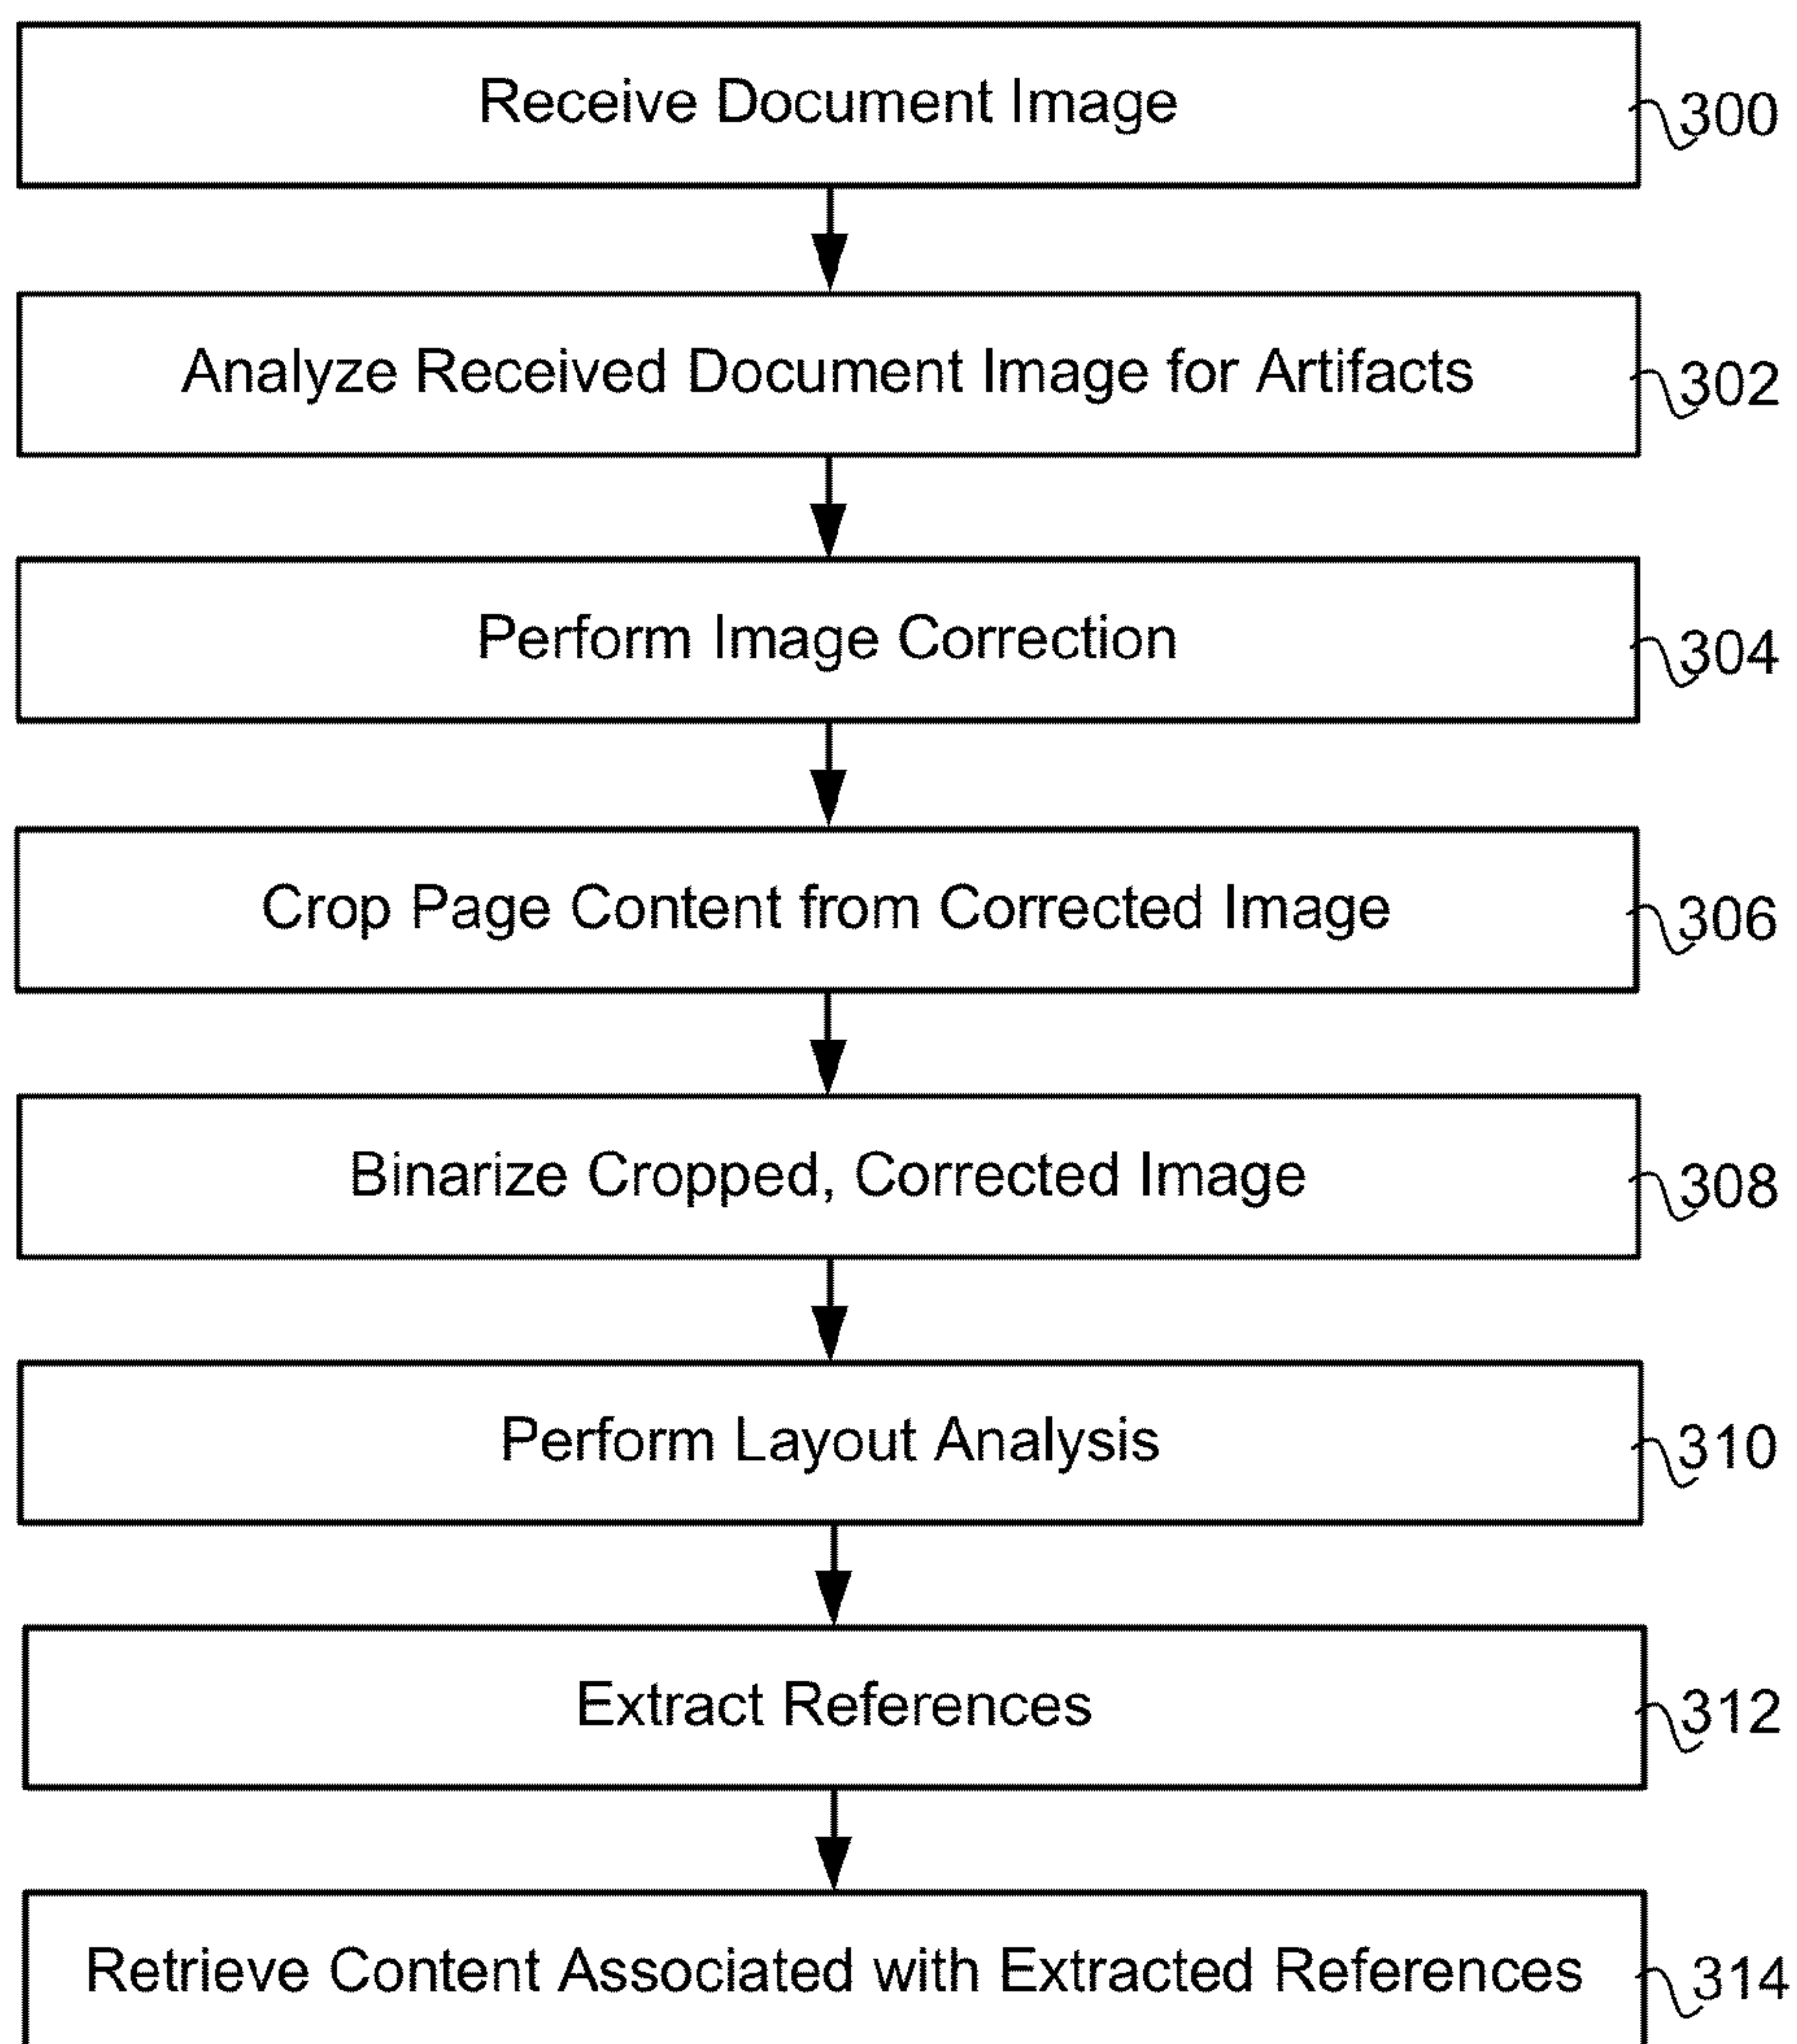 Receive Document Image
300
Analyze Received Document Image for Artifacts
302
Perform Image Correction
304
Crop Page Content from Corrected Image
306
Binarize Cropped, Corrected Image
308
Perform Layout Analysis
310
Extract References
312
Retrieve Content Associated with Extracted References
314